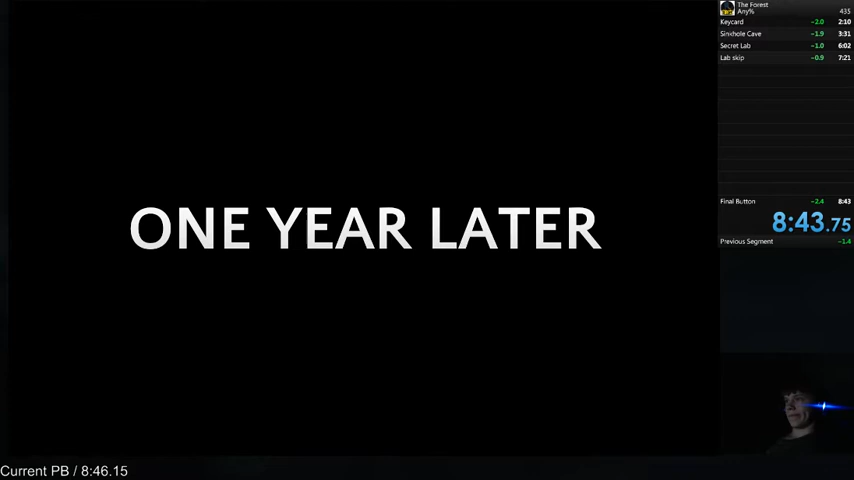 The Forest
Any%
435
Keycard -2.0 2:10
Sinkhole Cave -1.9 3:31
Secret Lab -1.0 6:02
Lab skip -0.9 7:21
ONE YEAR LATER
Final Button -2.4 8:43
8:43.75
Previous Segment -1.4
Current PB / 8:46.15